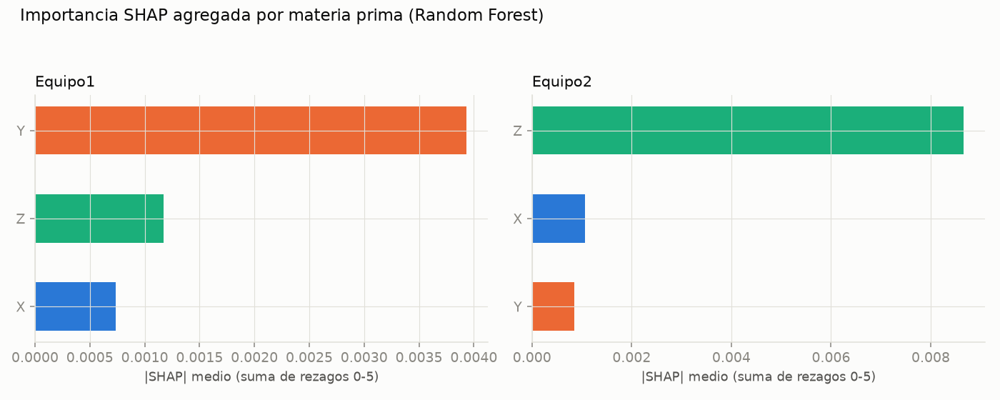 Importancia SHAP agregada por materia prima (Random Forest)
Equipo1
Y
Z
X
0.0000 0.0005 0.0010 0.0015 0.0020 0.0025 0.0030 0.0035 0.0040
|SHAP| medio (suma de rezagos 0-5)
Equipo2
Z
X
Y
0.000 0.002 0.004 0.006 0.008
|SHAP| medio (suma de rezagos 0-5)